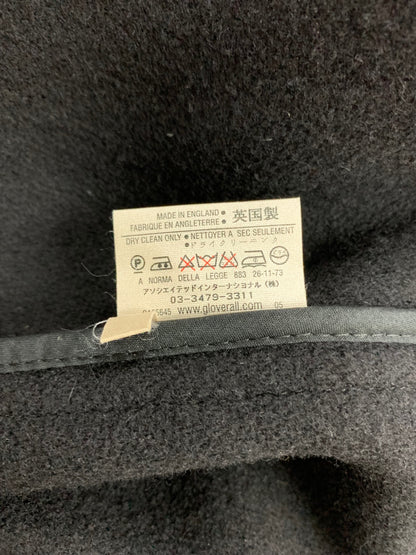 MADE IN ENGLAND • 英国製
FABRIQUE EN ANGLETERRE •
DRY CLEAN ONLY • NETTOYER A SEC SEULEMENT
• ドライクリーニング
P
A NORMA DELLA LEGGE 883 26-11-73
アソシエイテッドインターナショナル (株)
03-3479-3311
www.gloverall.com 05